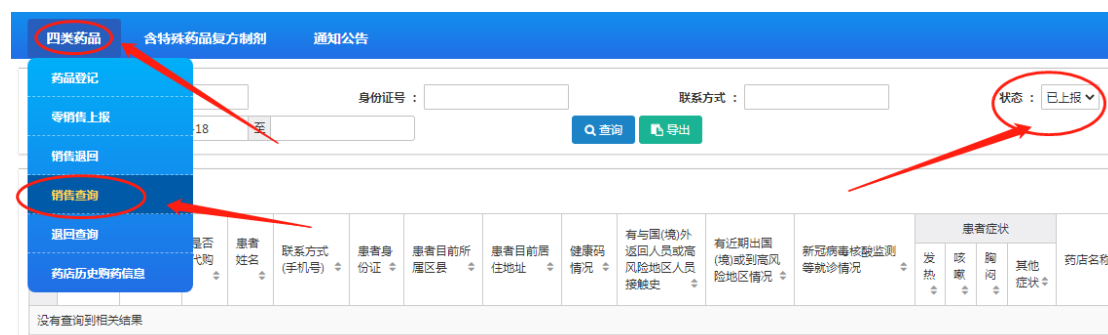 四类药品 含特殊药品复方制剂 通知公告
药品登记
身份证号 : 联系方式 : 状态 : 已上报
零销售上报
-18 至 查询 导出
销售退回
销售查询
退回查询
药店历史购药信息
是否
代购
患者
姓名
联系方式
(手机号)
患者身
份证
患者目前所
属区县
患者目前居
住地址
健康码
情况
有与国(境)外
返回人员或高
风险地区人员
接触史
有近期出国
(境)或到高风
险地区情况
新冠病毒核酸监测
等就诊情况
患者症状
发
热
咳
嗽
胸
闷
其他
症状
药店名称
没有查询到相关结果